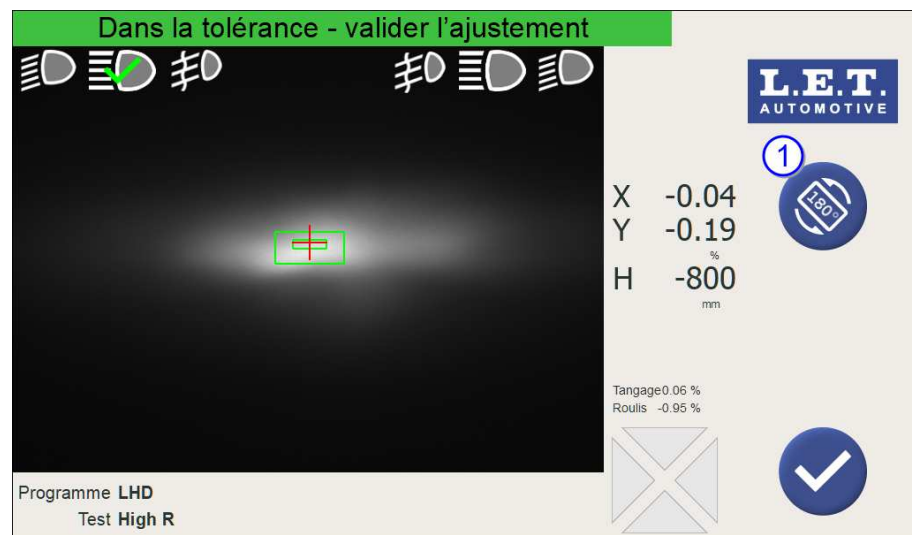 Dans la tolérance - valider l’ajustement
L.E.T.
AUTOMOTIVE
1
180°
X -0.04
Y -0.19
%
H -800
mm
Tangage0.06 %
Roulis -0.95 %
Programme LHD
Test High R